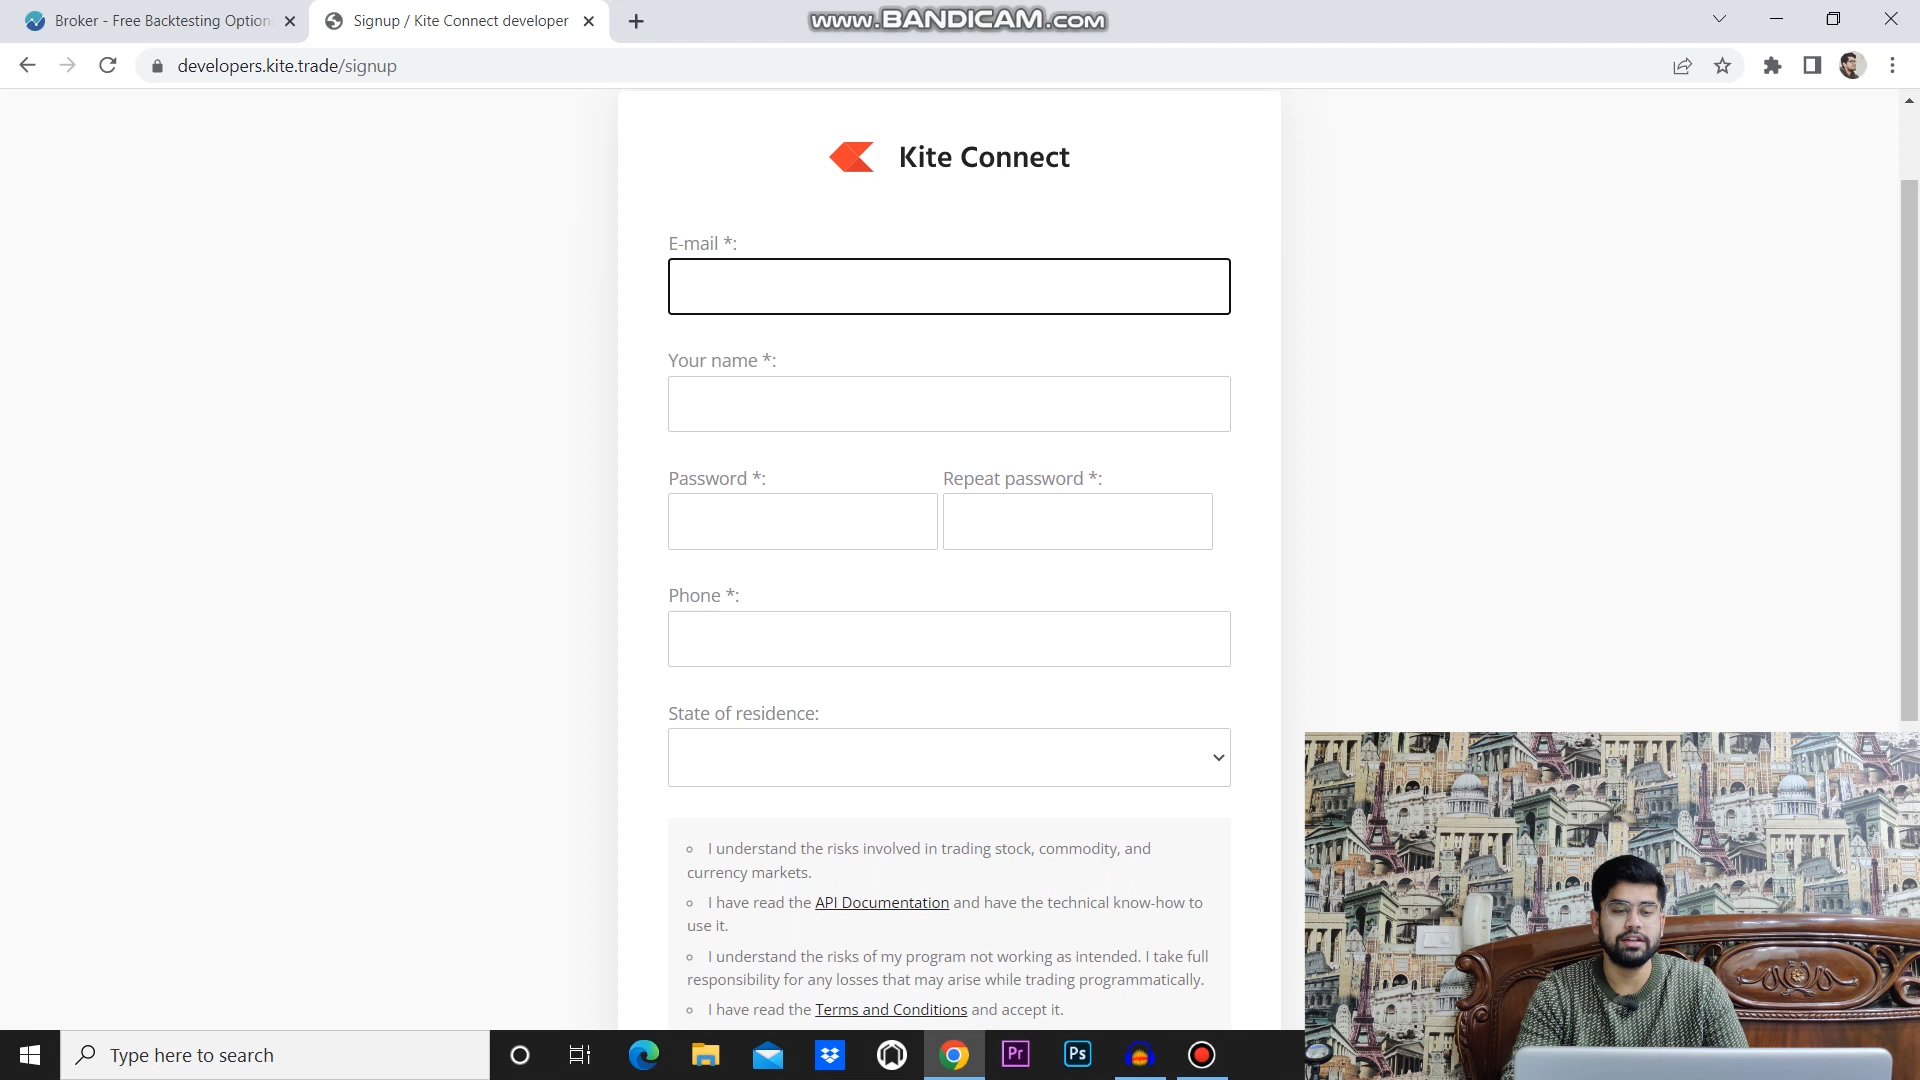 Broker - Free Backtesting Option
Signup / Kite Connect developer
www.BANDICAM.com
developers.kite.trade/signup
Kite Connect
E-mail *:
Your name *:
Password *:
Repeat password *:
Phone *:
State of residence:
I understand the risks involved in trading stock, commodity, and
currency markets.
I have read the API Documentation and have the technical know-how to
use it.
I understand the risks of my program not working as intended. I take full
responsibility for any losses that may arise while trading programmatically.
I have read the Terms and Conditions and accept it.
Type here to search
Pr
Ps